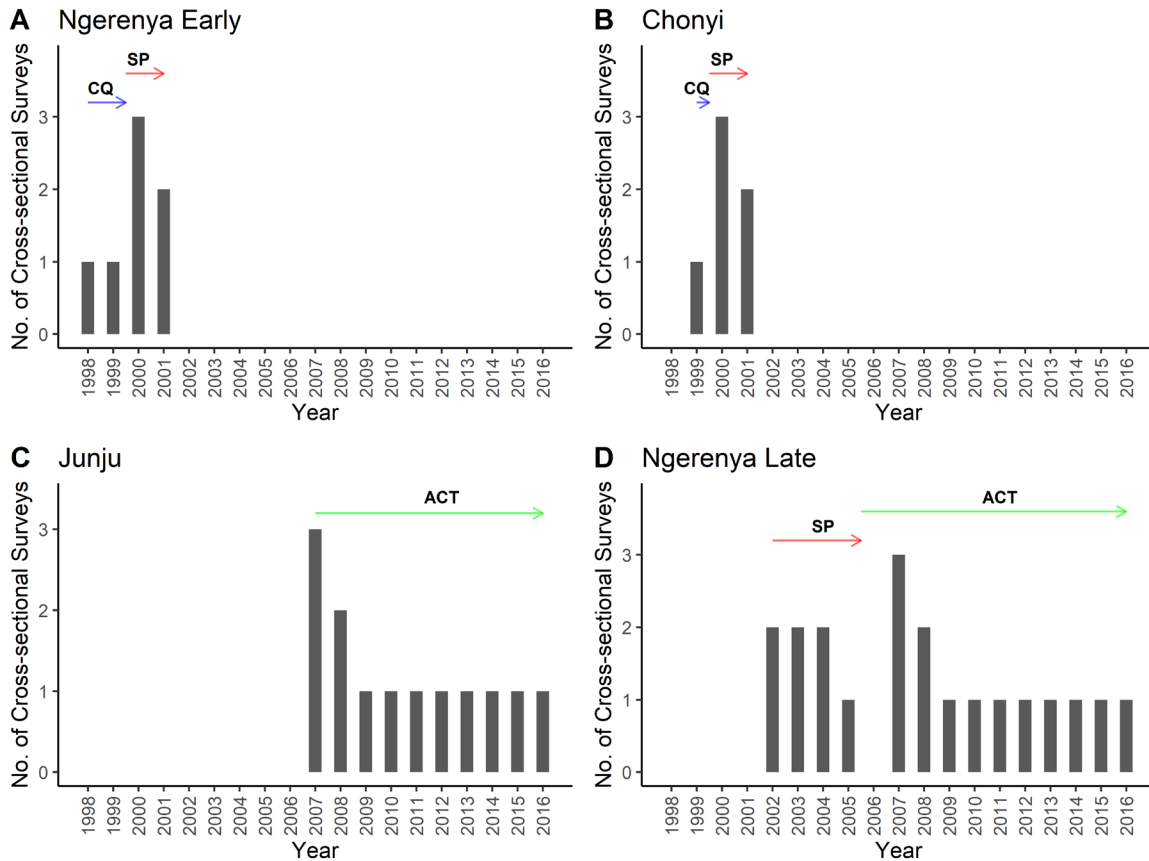 A Ngerenya Early
No. of Cross-sectional Surveys
3
2
1
0
SP
CQ
1998 1999 2000 2001 2002 2003 2004 2005 2006 2007 2008 2009 2010 2011 2012 2013 2014 2015 2016
Year
B Chonyi
No. of Cross-sectional Surveys
3
2
1
0
SP
CQ
1998 1999 2000 2001 2002 2003 2004 2005 2006 2007 2008 2009 2010 2011 2012 2013 2014 2015 2016
Year
C Junju
No. of Cross-sectional Surveys
3
2
1
0
ACT
1998 1999 2000 2001 2002 2003 2004 2005 2006 2007 2008 2009 2010 2011 2012 2013 2014 2015 2016
Year
D Ngerenya Late
No. of Cross-sectional Surveys
3
2
1
0
ACT
SP
1998 1999 2000 2001 2002 2003 2004 2005 2006 2007 2008 2009 2010 2011 2012 2013 2014 2015 2016
Year